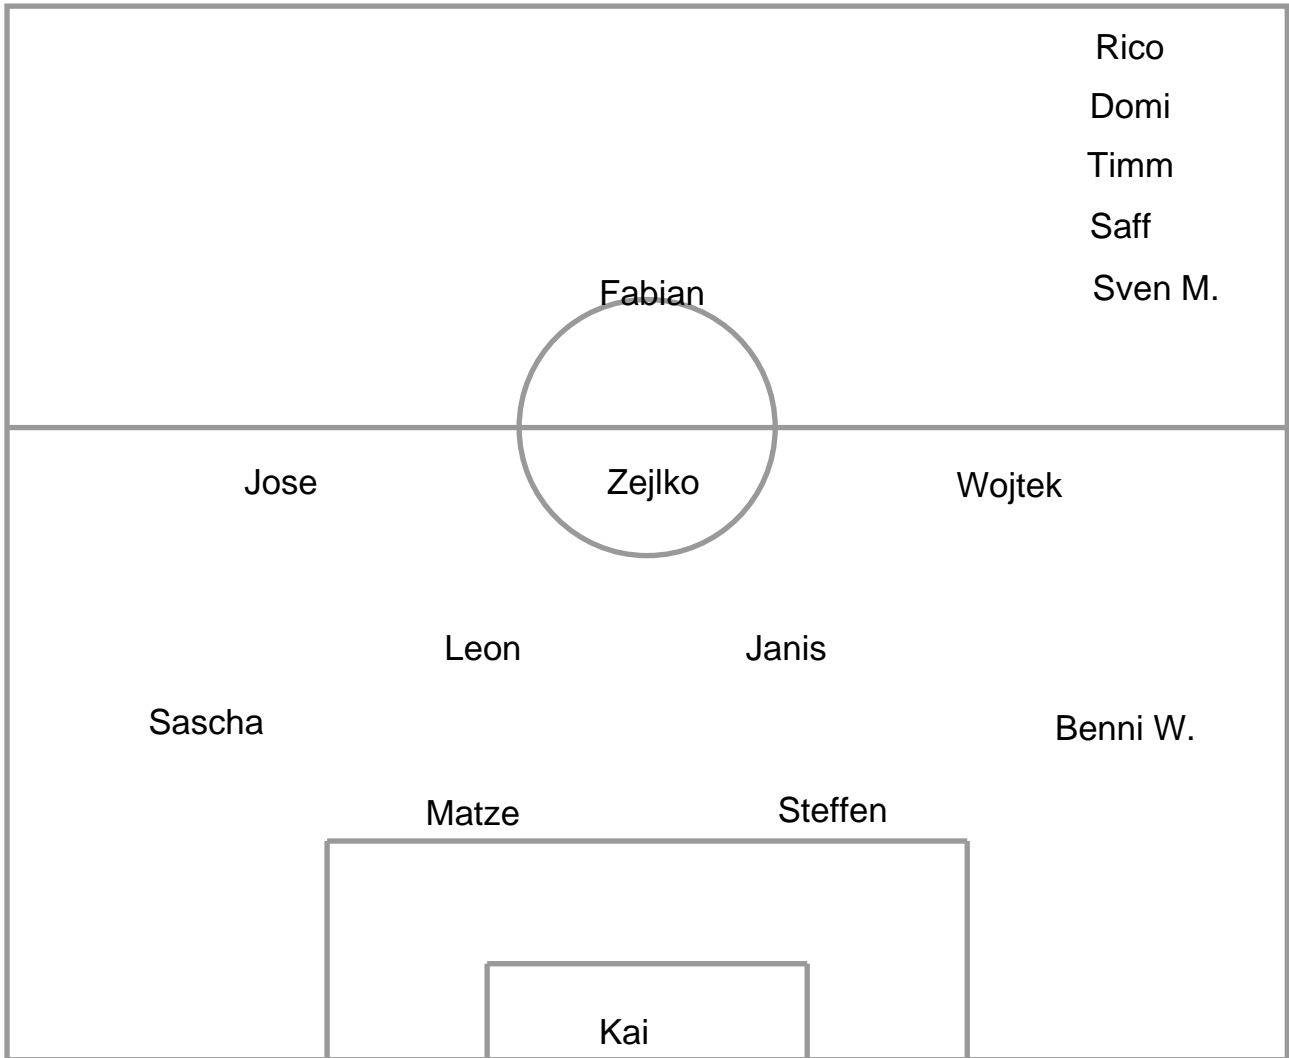 Rico
Domi
Timm
Saff
Sven M.
Fabian
Jose Zejlko Wojtek
Leon Janis
Sascha Benni W.
Matze Steffen
Kai